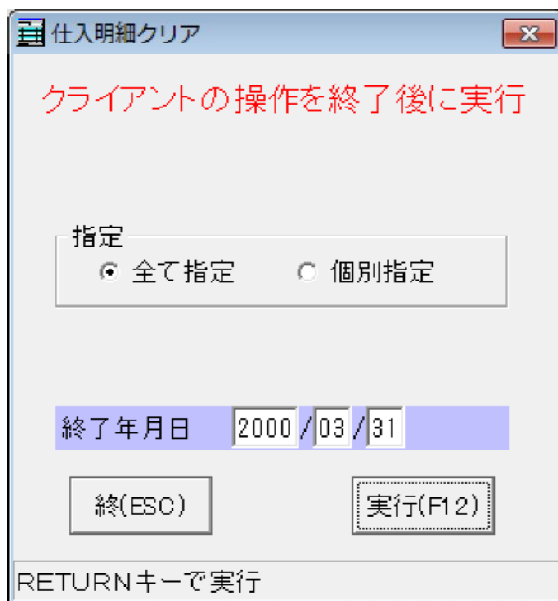 仕入明細クリア
クライアントの操作を終了後に実行
指定
全て指定 個別指定
終了年月日 2000/03/31
終(ESC) 実行(F12)
RETURNキーで実行